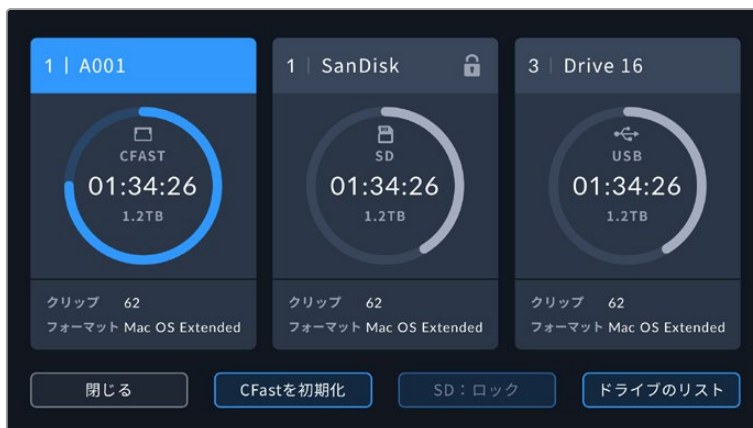 1 | A001
CFAST
01:34:26
1.2TB
クリップ 62
フォーマット Mac OS Extended
1 | SanDisk
SD
01:34:26
1.2TB
クリップ 62
フォーマット Mac OS Extended
3 | Drive 16
USB
01:34:26
1.2TB
クリップ 62
フォーマット Mac OS Extended
閉じる
CFastを初期化
SD：ロック
ドライブのリスト